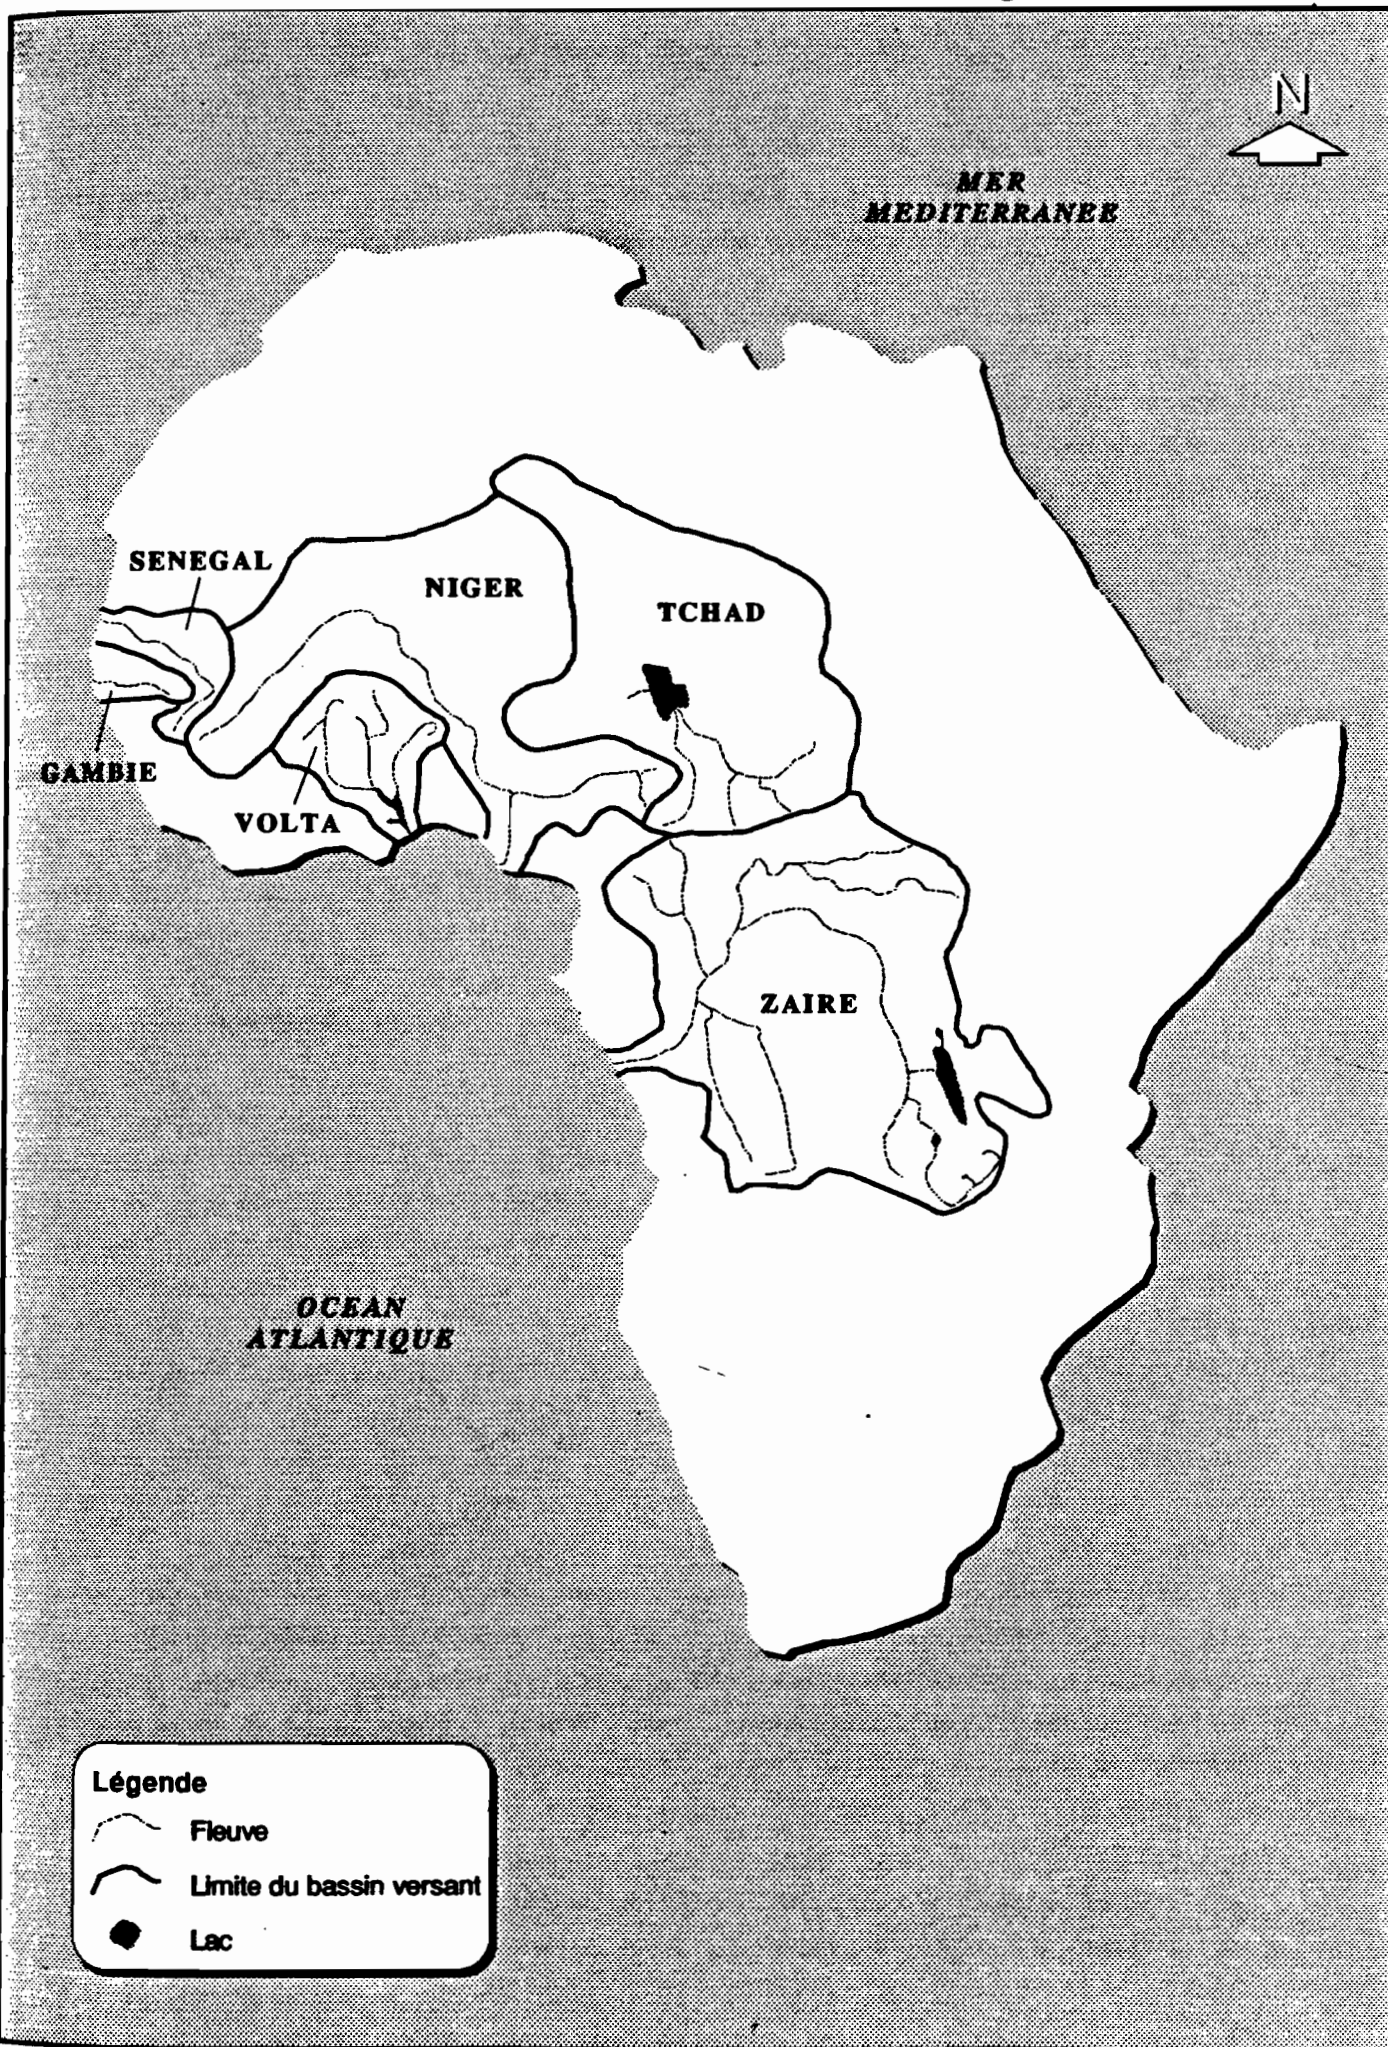 N
MER
MEDITERRANEE
SENEGAL
NIGER
TCHAD
GAMBIE
VOLTA
ZAIRE
OCEAN
ATLANTIQUE
Légende
Fleuve
Limite du bassin versant
Lac